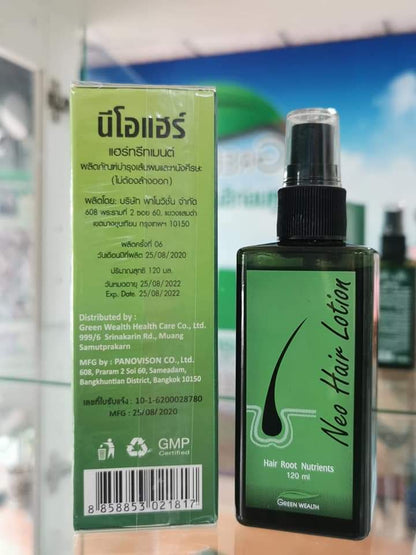 นีโอแฮร์
แฮร์ทรีทเมนต์
ผลิตภัณฑ์บำรุงเส้นผมและหนังศีรษะ
(ไม่ต้องล้างออก)
ผลิตโดย: บริษัท พาโนวิชั่น จำกัด
608 พระรามที่ 2 ซอย 60, แขวงแสมดำ
เขตบางขุนเทียน กรุงเทพฯ 10150
ผลิตครั้งที่ 06
วันเดือนปีที่ผลิต 25/08/2020
ปริมาณสุทธิ 120 มล.
วันหมดอายุ 25/08/2022
Exp. Date. 25/08/2022
Distributed by :
Green Wealth Health Care Co., Ltd.
999/6 Srinakarin Rd., Muang
Samutprakarn
MFG by : PANOVISON CO., Ltd.
608, Praram 2 Soi 60, Sameadam,
Bangkhuntian District, Bangkok 10150
เลขที่ใบรับแจ้ง : 10-1-6200028780
MFG : 25/08/2020
GMP
Certified
8 858853 021817
Neo Hair Lotion
Hair Root Nutrients
120 ml
GREEN WEALTH